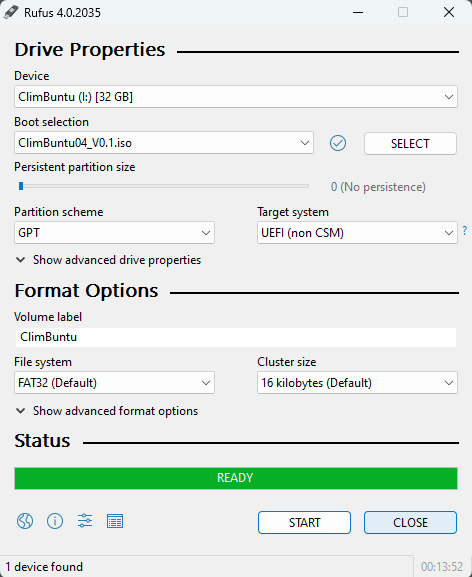 Rufus 4.0.2035
Drive Properties
Device
ClimBuntu (I:) [32 GB]
Boot selection
ClimBuntu04_V0.1.iso
SELECT
Persistent partition size
0 (No persistence)
Partition scheme Target system
GPT UEFI (non CSM) ?
Show advanced drive properties
Format Options
Volume label
ClimBuntu
File system Cluster size
FAT32 (Default) 16 kilobytes (Default)
Show advanced format options
Status
READY
START CLOSE
1 device found 00:13:52